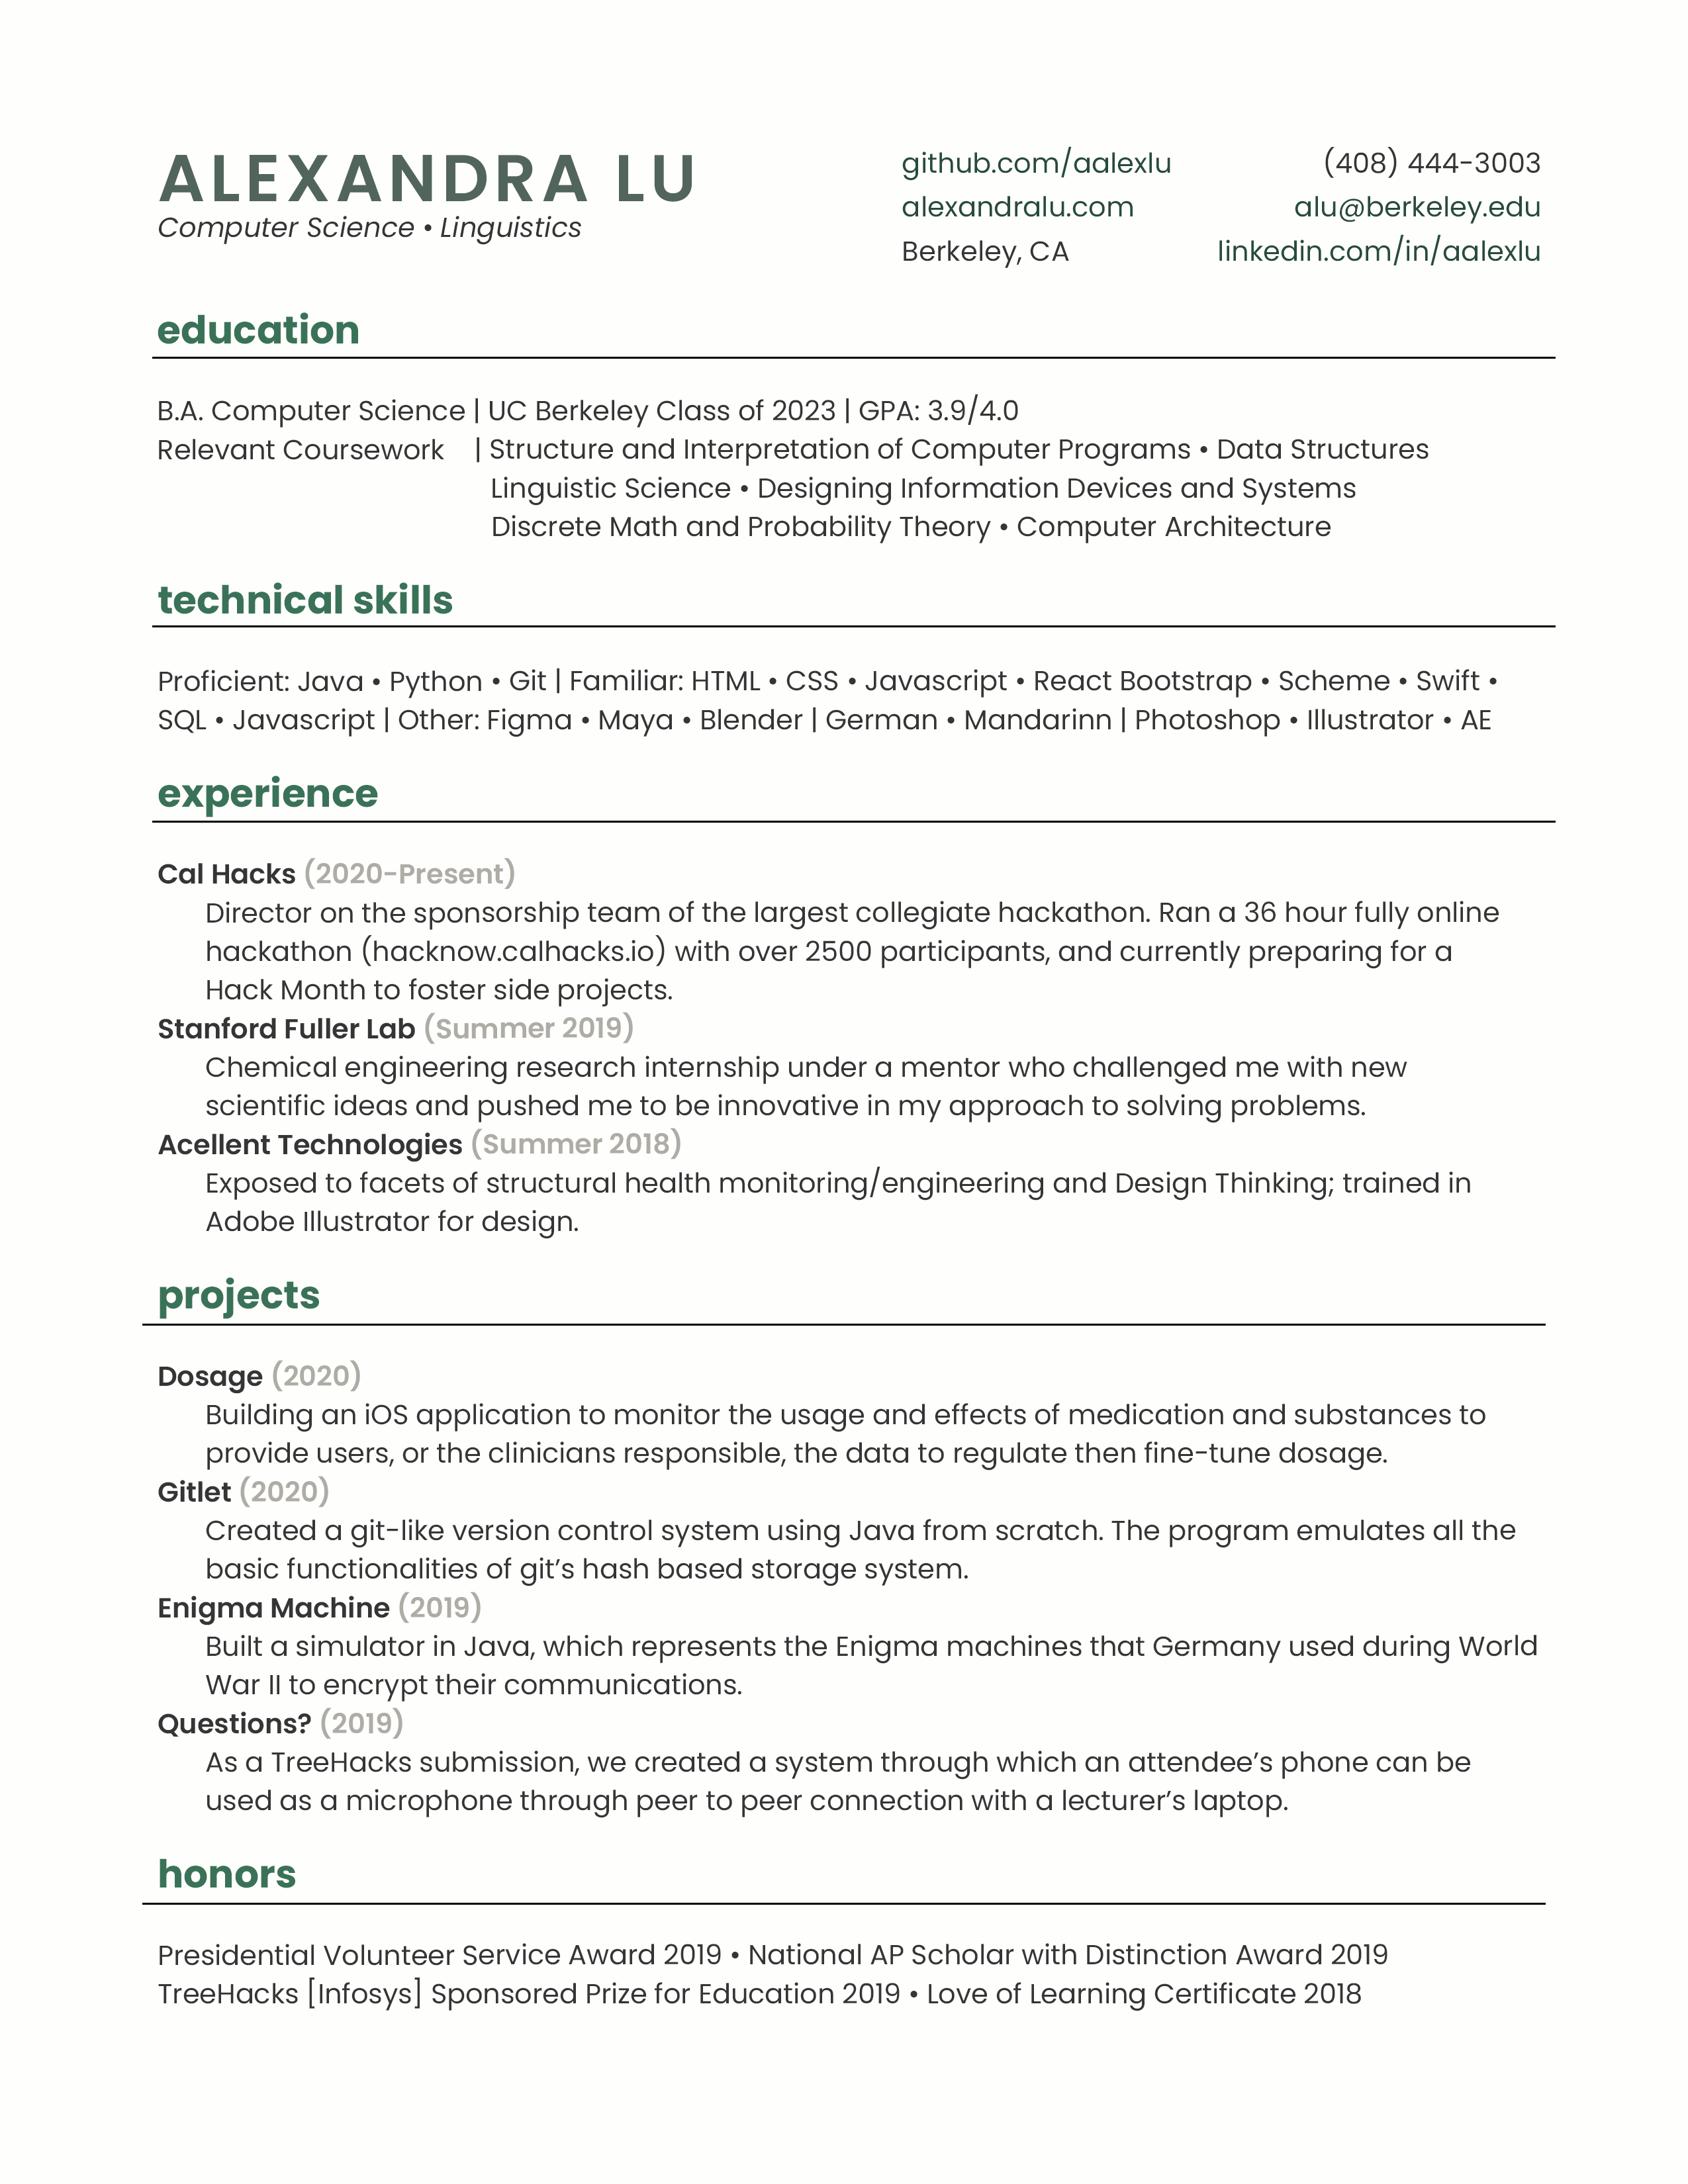 ALEXANDRA LU
Computer Science • Linguistics
github.com/aalexlu
alexandralu.com
Berkeley, CA
(408) 444-3003
alu@berkeley.edu
linkedin.com/in/aalexlu
education
B.A. Computer Science | UC Berkeley Class of 2023 | GPA: 3.9/4.0
Relevant Coursework | Structure and Interpretation of Computer Programs • Data Structures
Linguistic Science • Designing Information Devices and Systems
Discrete Math and Probability Theory • Computer Architecture
technical skills
Proficient: Java • Python • Git | Familiar: HTML • CSS • Javascript • React Bootstrap • Scheme • Swift •
SQL • Javascript | Other: Figma • Maya • Blender | German • Mandarinn | Photoshop • Illustrator • AE
experience
Cal Hacks (2020-Present)
Director on the sponsorship team of the largest collegiate hackathon. Ran a 36 hour fully online
hackathon (hacknow.calhacks.io) with over 2500 participants, and currently preparing for a
Hack Month to foster side projects.
Stanford Fuller Lab (Summer 2019)
Chemical engineering research internship under a mentor who challenged me with new
scientific ideas and pushed me to be innovative in my approach to solving problems.
Acellent Technologies (Summer 2018)
Exposed to facets of structural health monitoring/engineering and Design Thinking; trained in
Adobe Illustrator for design.
projects
Dosage (2020)
Building an iOS application to monitor the usage and effects of medication and substances to
provide users, or the clinicians responsible, the data to regulate then fine-tune dosage.
Gitlet (2020)
Created a git-like version control system using Java from scratch. The program emulates all the
basic functionalities of git’s hash based storage system.
Enigma Machine (2019)
Built a simulator in Java, which represents the Enigma machines that Germany used during World
War II to encrypt their communications.
Questions? (2019)
As a TreeHacks submission, we created a system through which an attendee’s phone can be
used as a microphone through peer to peer connection with a lecturer’s laptop.
honors
Presidential Volunteer Service Award 2019 • National AP Scholar with Distinction Award 2019
TreeHacks [Infosys] Sponsored Prize for Education 2019 • Love of Learning Certificate 2018